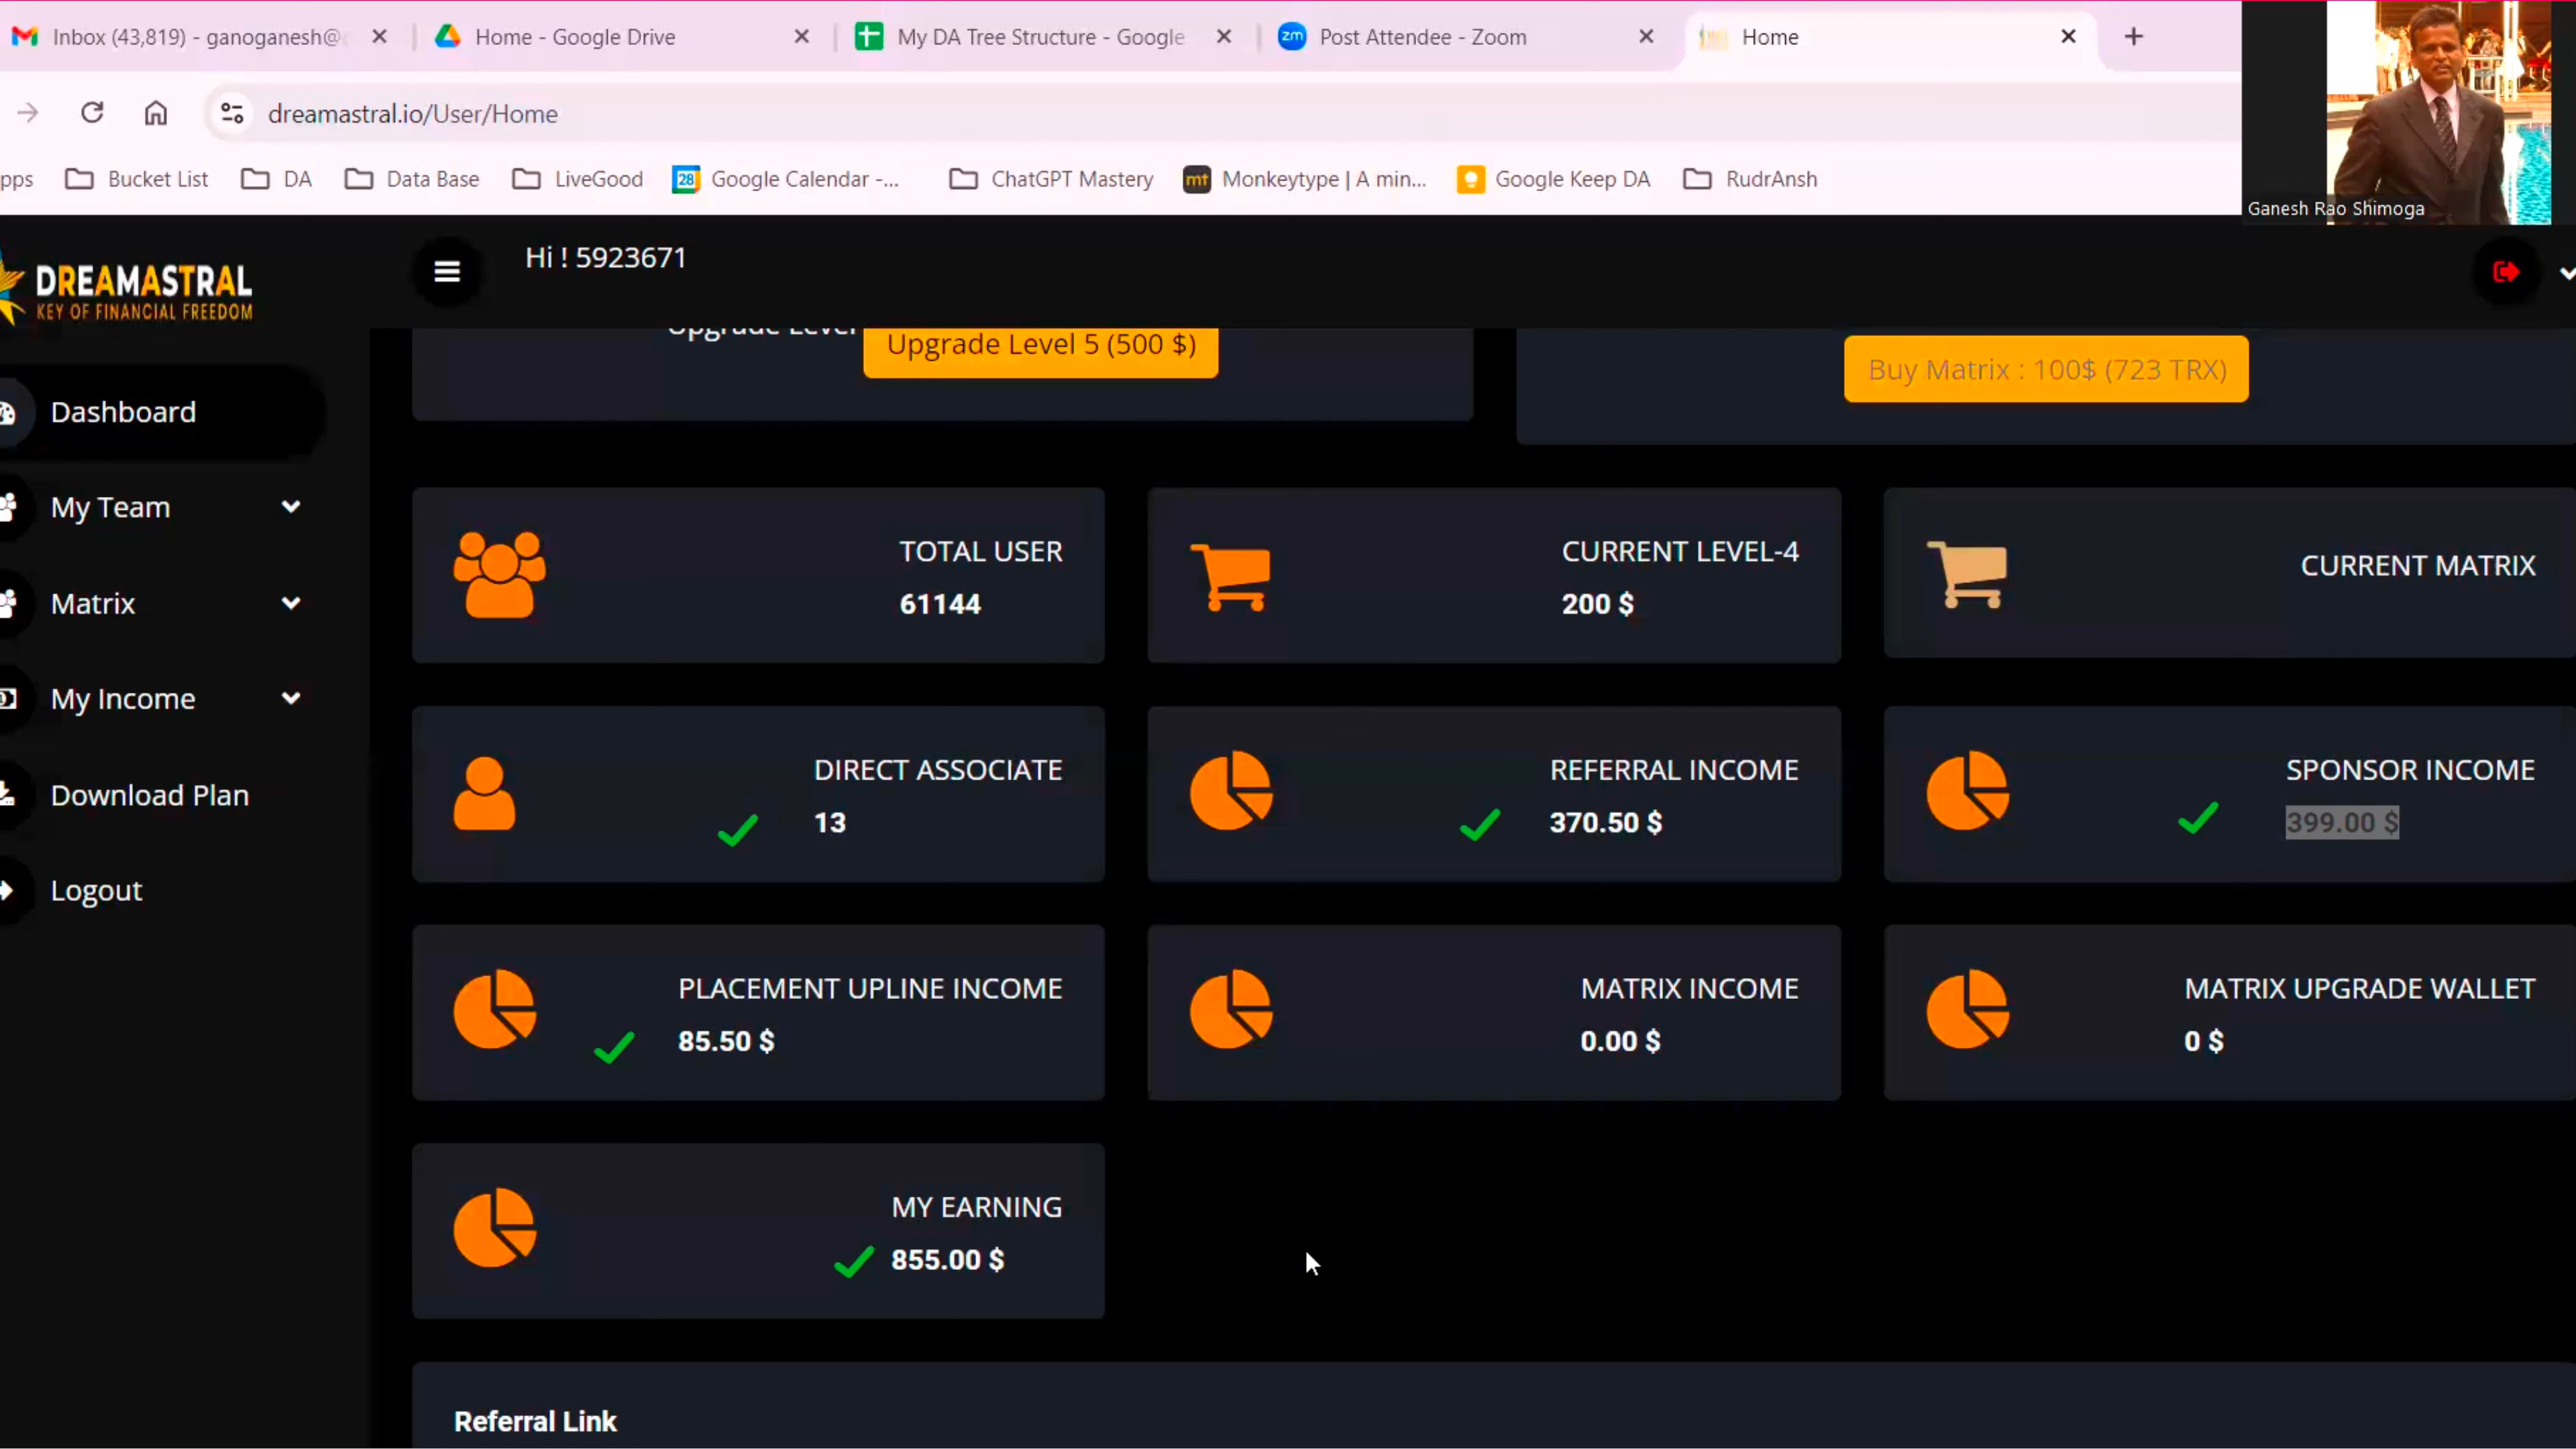 Inbox (43,819) - ganoganesh@
Home - Google Drive
My DA Tree Structure - Google
zm Post Attendee - Zoom
Home
dreamastral.io/User/Home
pps
Bucket List
DA
Data Base
LiveGood
28 Google Calendar -...
ChatGPT Mastery
mt Monkeytype | A min...
Google Keep DA
RudrAnsh
Ganesh Rao Shimoga
DREAMASTRAL
KEY OF FINANCIAL FREEDOM
Hi ! 5923671
Dashboard
My Team
Matrix
My Income
Download Plan
Logout
Upgrade Level
Upgrade Level 5 (500 $)
Buy Matrix : 100$ (723 TRX)
TOTAL USER
61144
CURRENT LEVEL-4
200 $
CURRENT MATRIX
DIRECT ASSOCIATE
13
REFERRAL INCOME
370.50 $
SPONSOR INCOME
399.00 $
PLACEMENT UPLINE INCOME
85.50 $
MATRIX INCOME
0.00 $
MATRIX UPGRADE WALLET
0 $
MY EARNING
855.00 $
Referral Link